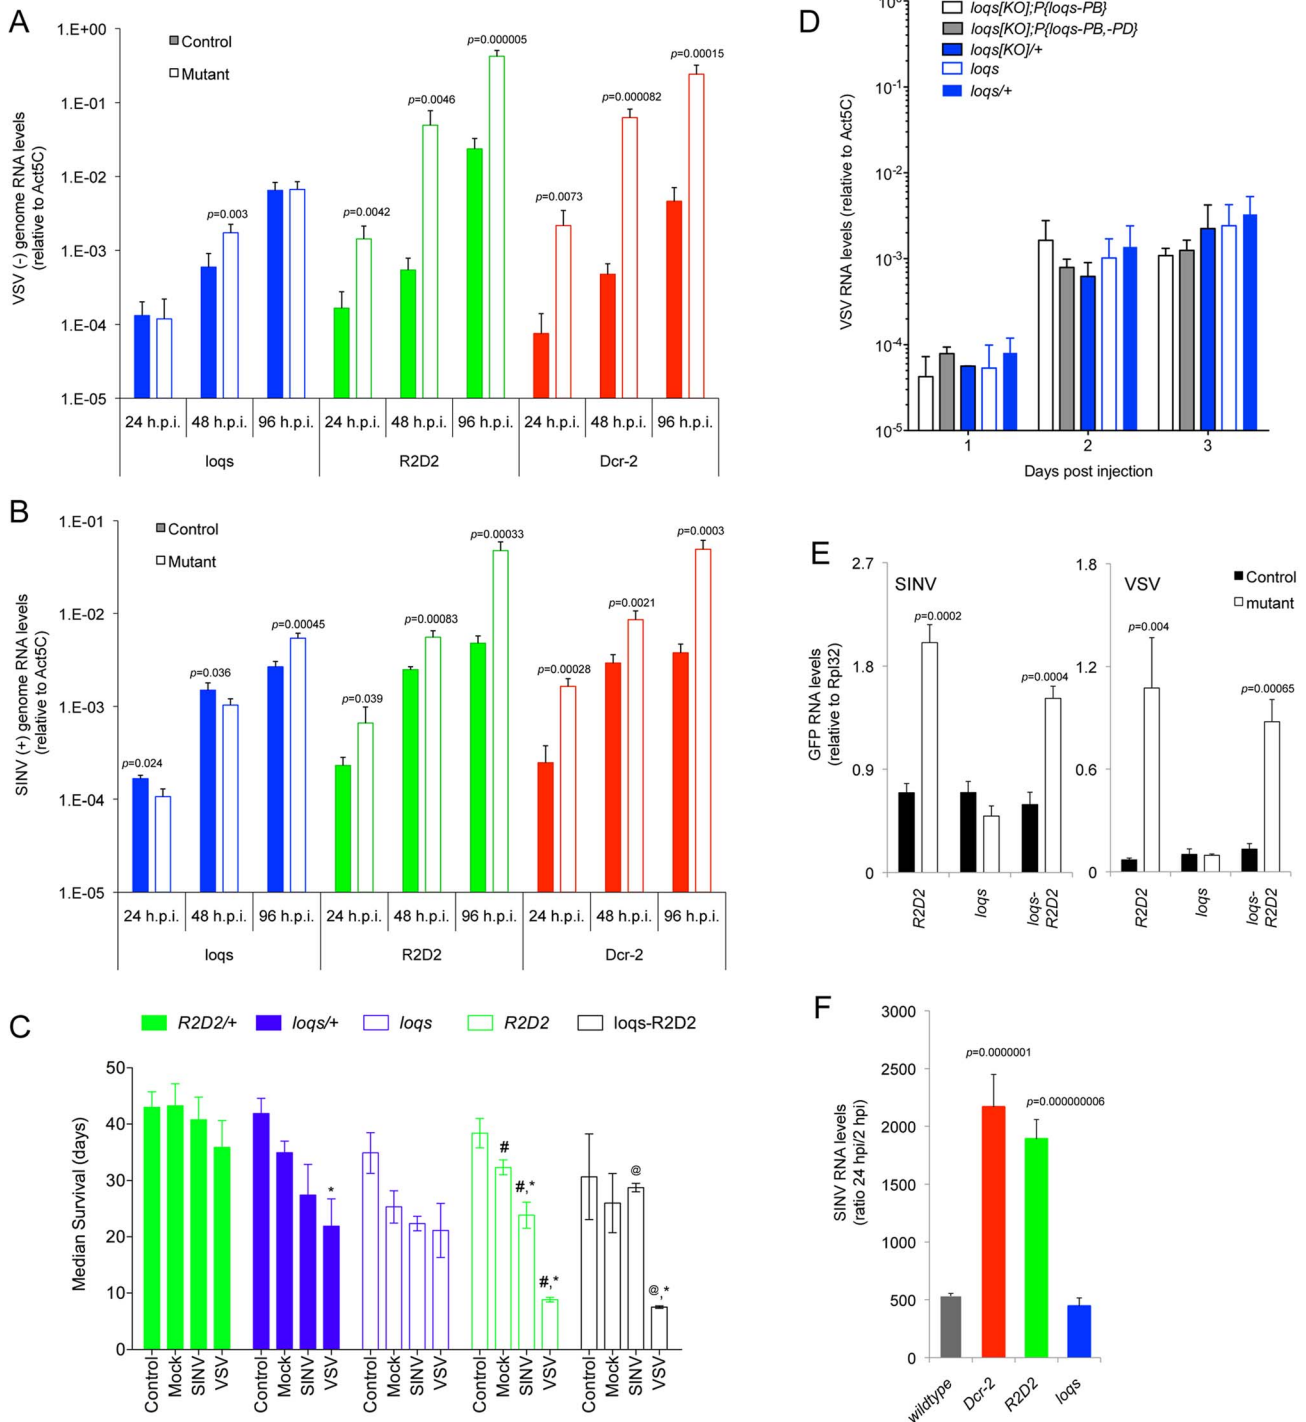 A
1.E+00
1.E-01
1.E-02
1.E-03
1.E-04
1.E-05
VSV (-) genome RNA levels
(relative to Act5C)
Control
Mutant
p=0.003
p=0.0042
p=0.0046
p=0.000005
p=0.0073
p=0.000082
p=0.00015
24 h.p.i. 48 h.p.i. 96 h.p.i. 24 h.p.i. 48 h.p.i. 96 h.p.i. 24 h.p.i. 48 h.p.i. 96 h.p.i.
loqs R2D2 Dcr-2
B
1.E-01
1.E-02
1.E-03
1.E-04
1.E-05
SINV (+) genome RNA levels
(relative to Act5C)
Control
Mutant
p=0.024
p=0.036
p=0.00045
p=0.039
p=0.00083
p=0.00033
p=0.00028
p=0.0021
p=0.0003
24 h.p.i. 48 h.p.i. 96 h.p.i. 24 h.p.i. 48 h.p.i. 96 h.p.i. 24 h.p.i. 48 h.p.i. 96 h.p.i.
loqs R2D2 Dcr-2
C
R2D2/+ loqs/+ loqs R2D2 loqs-R2D2
50
40
30
20
10
0
Median Survival (days)
*
#
#,*
#,*
@
@,*
Control Mock SINV VSV Control Mock SINV VSV Control Mock SINV VSV Control Mock SINV VSV Control Mock SINV VSV
D
loqs[KO];P{loqs-PB}
loqs[KO];P{loqs-PB,-PD}
loqs[KO]/+
loqs
loqs/+
10⁰
10⁻¹
10⁻²
10⁻³
10⁻⁴
10⁻⁵
VSV RNA levels (relative to Act5C)
1 2 3
Days post injection
E
2.7
1.8
0.9
0
GFP RNA levels
(relative to Rpl32)
SINV
p=0.0002
p=0.0004
R2D2 loqs loqs-
R2D2
1.8
1.2
0.6
0
VSV
Control
mutant
p=0.004
p=0.00065
R2D2 loqs loqs-
R2D2
F
3000
2500
2000
1500
1000
500
0
SINV RNA levels
(ratio 24 hpi/2 hpi)
p=0.0000001
p=0.000000006
wildtype Dcr-2 R2D2 loqs